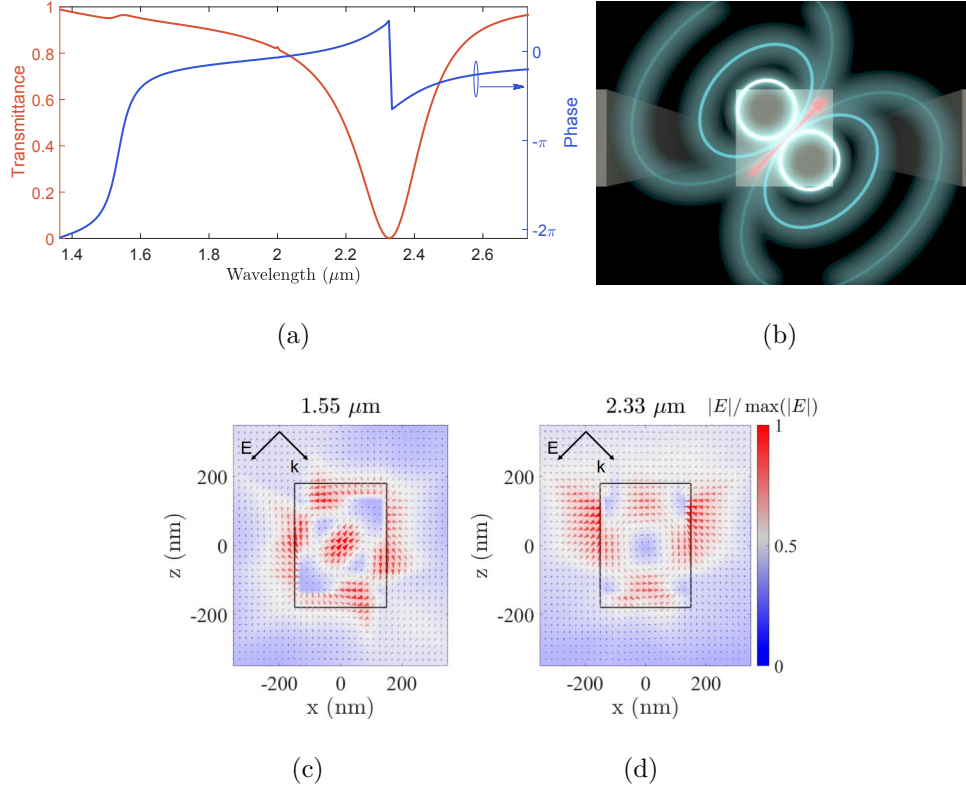 1
0.8
0.6
0.4
0.2
0
Transmittance
1.4
1.6
1.8
2
2.2
2.4
2.6
Wavelength (μm)
0
-π
-2π
Phase
(a)
(b)
1.55 μm
E
k
200
0
-200
z (nm)
-200
0
200
x (nm)
(c)
2.33 μm
E
k
200
0
-200
z (nm)
-200
0
200
x (nm)
(d)
|E|/ max(|E|)
1
0.5
0